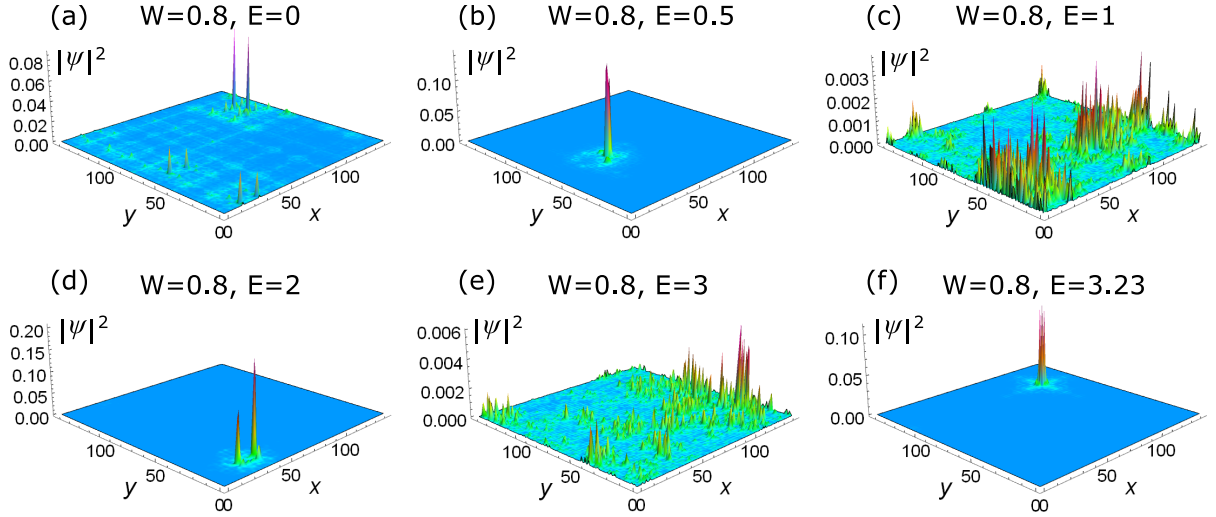 (a) W=0.8, E=0
|ψ|²
0.08
0.06
0.04
0.02
0.00
100
50
y
00
50
100
x
(b) W=0.8, E=0.5
|ψ|²
0.10
0.05
0.00
100
50
y
00
50
100
x
(c) W=0.8, E=1
|ψ|²
0.003
0.002
0.001
0.000
100
50
y
00
50
100
x
(d) W=0.8, E=2
|ψ|²
0.20
0.15
0.10
0.05
0.00
100
50
y
00
50
100
x
(e) W=0.8, E=3
|ψ|²
0.006
0.004
0.002
0.000
100
50
y
00
50
100
x
(f) W=0.8, E=3.23
|ψ|²
0.10
0.05
0.00
100
50
y
00
50
100
x